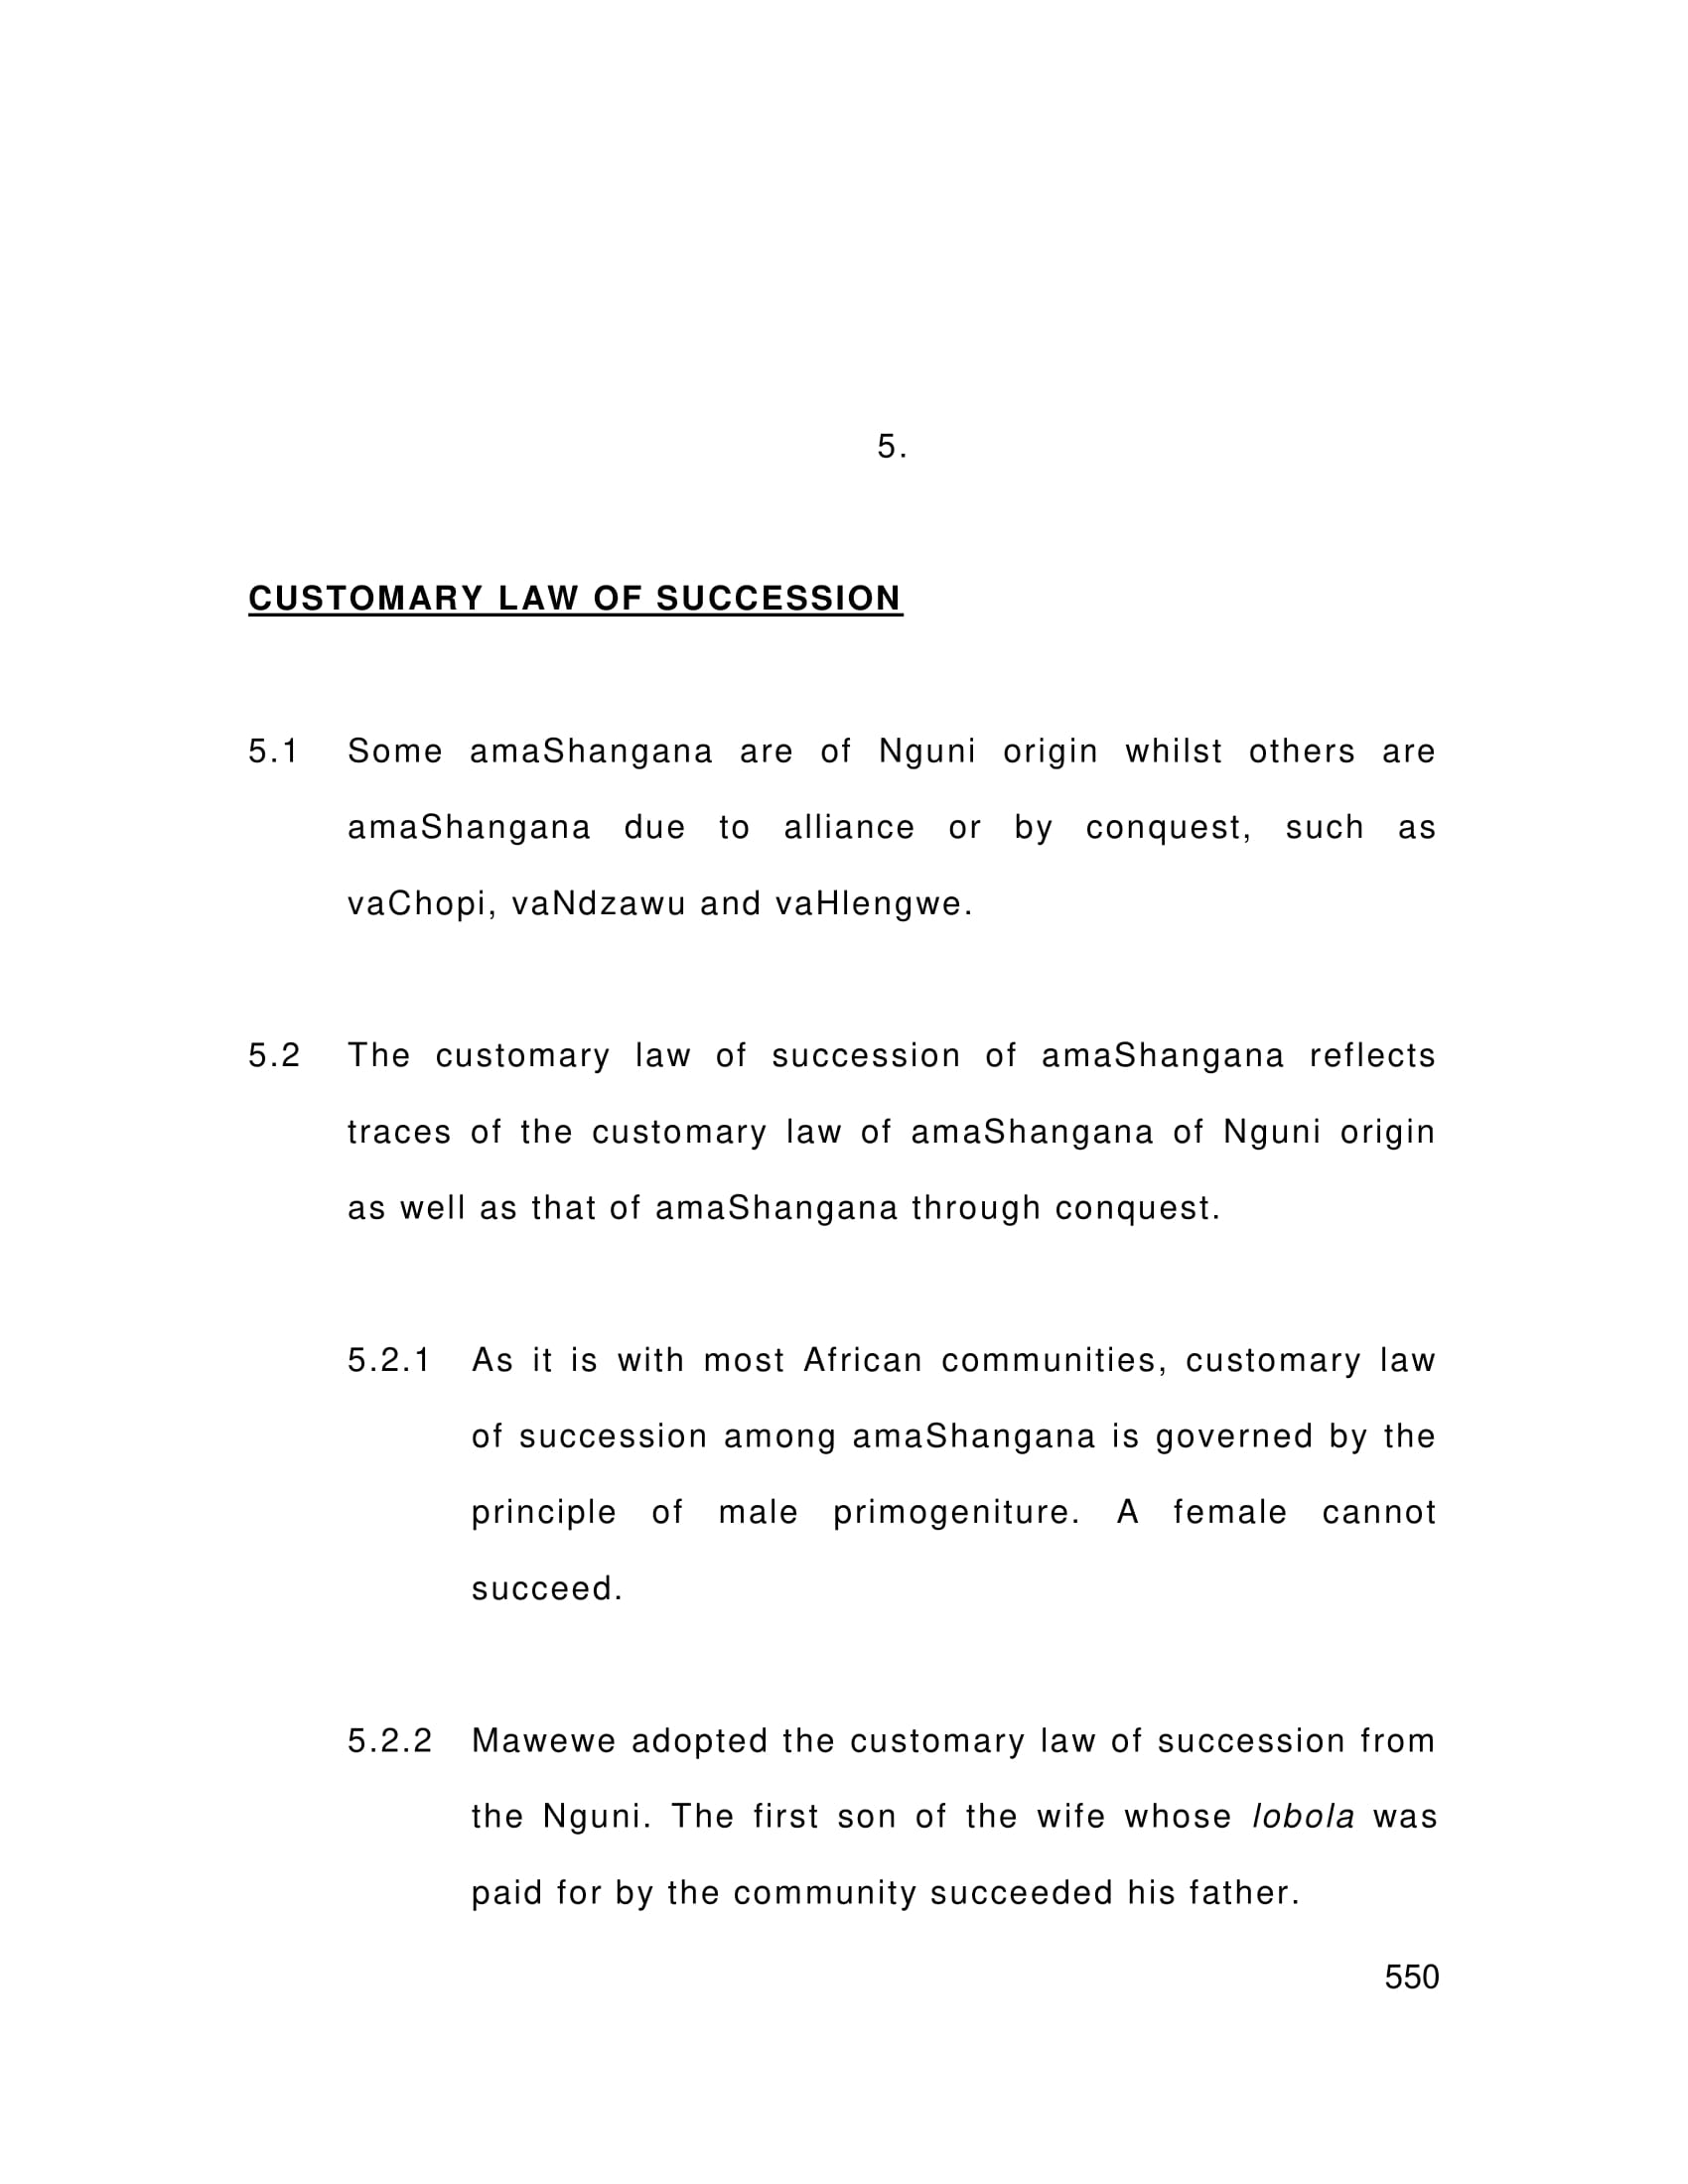 5.
CUSTOMARY LAW OF SUCCESSION
5.1 Some amaShangana are of Nguni origin whilst others are
amaShangana due to alliance or by conquest, such as
vaChopi, vaNdzawu and vaHlengwe.
5.2 The customary law of succession of amaShangana reflects
traces of the customary law of amaShangana of Nguni origin
as well as that of amaShangana through conquest.
5.2.1 As it is with most African communities, customary law
of succession among amaShangana is governed by the
principle of male primogeniture. A female cannot
succeed.
5.2.2 Mawewe adopted the customary law of succession from
the Nguni. The first son of the wife whose lobola was
paid for by the community succeeded his father.
550